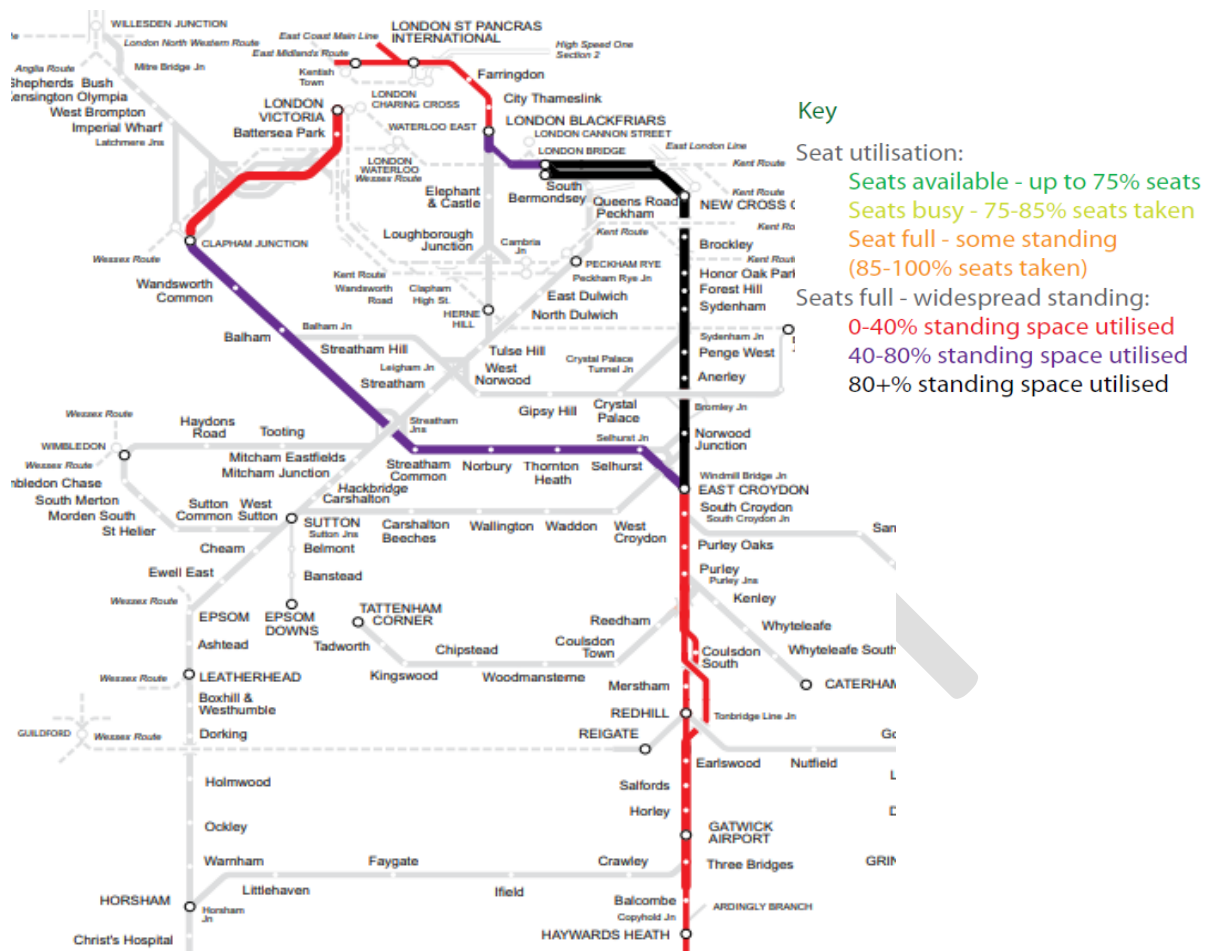 WILLESDEN JUNCTION
London North Western Route
Mitre Bridge Jn
Anglia Route
Shepherds Bush
Kensington Olympia
West Brompton
Imperial Wharf
Latchmere Jns
East Coast Main Line
East Midlands Route
Kentish
Town
LONDON ST PANCRAS
INTERNATIONAL
High Speed One
Section 2
Farringdon
City Thameslink
LONDON
VICTORIA
Battersea Park
LONDON
CHARING CROSS
WATERLOO EAST
LONDON BLACKFRIARS
LONDON CANNON STREET
LONDON BRIDGE
East London Line
Kent Route
LONDON
WATERLOO
Wessex Route
Elephant
& Castle
South
Bermondsey
Queens Road
Peckham
Kent Route
NEW CROSS
Kent Route
CLAPHAM JUNCTION
Wessex Route
Loughborough
Junction
Cambria
Jn
PECKHAM RYE
Peckham Rye Jn
Brockley
Kent Route
Honor Oak Park
Forest Hill
Sydenham
Wandsworth
Common
Kent Route
Wandsworth
Road
Clapham
High St.
HERNE
HILL
East Dulwich
North Dulwich
Balham
Balham Jn
Streatham Hill
Leigham Jn
Streatham
Tulse Hill
West
Norwood
Crystal Palace
Tunnel Jn
Sydenham Jn
Penge West
Anerley
Gipsy Hill
Crystal
Palace
Bromley Jn
Norwood
Junction
Wessex Route
WIMBLEDON
Wessex Route
Haydons
Road
Tooting
Mitcham Eastfields
Mitcham Junction
Streatham
Jns
Streatham
Common
Norbury
Thornton
Heath
Selhurst
Selhurst Jn
Windmill Bridge Jn
EAST CROYDON
South Croydon
South Croydon Jn
mbledon Chase
South Merton
Morden South
St Helier
Sutton
Common
West
Sutton
Hackbridge
Carshalton
SUTTON
Sutton Jns
Carshalton
Beeches
Wallington
Waddon
West
Croydon
Purley Oaks
Cheam
Belmont
Ewell East
Banstead
Purley
Purley Jns
Kenley
Wessex Route
EPSOM
EPSOM
DOWNS
TATTENHAM
CORNER
Tadworth
Kingswood
Chipstead
Woodmansterne
Coulsdon
Town
Reedham
Whyteleafe
Whyteleafe South
CATERHAM
Coulsdon
South
Ashtead
Wessex Route
LEATHERHEAD
Boxhill &
Westhumble
Dorking
Merstham
REDHILL
Tonbridge Line Jn
GUILDFORD
Wessex Route
REIGATE
Earlswood
Nutfield
Holmwood
Salfords
Horley
Ockley
GATWICK
AIRPORT
Warnham
Faygate
Crawley
Three Bridges
HORSHAM
Horsham
Jn
Littlehaven
Ifield
Balcombe
Copyhold Jn
ARDINGLY BRANCH
HAYWARDS HEATH
Christ's Hospital
Key
Seat utilisation:
Seats available - up to 75% seats
Seats busy - 75-85% seats taken
Seat full - some standing
(85-100% seats taken)
Seats full - widespread standing:
0-40% standing space utilised
40-80% standing space utilised
80+% standing space utilised